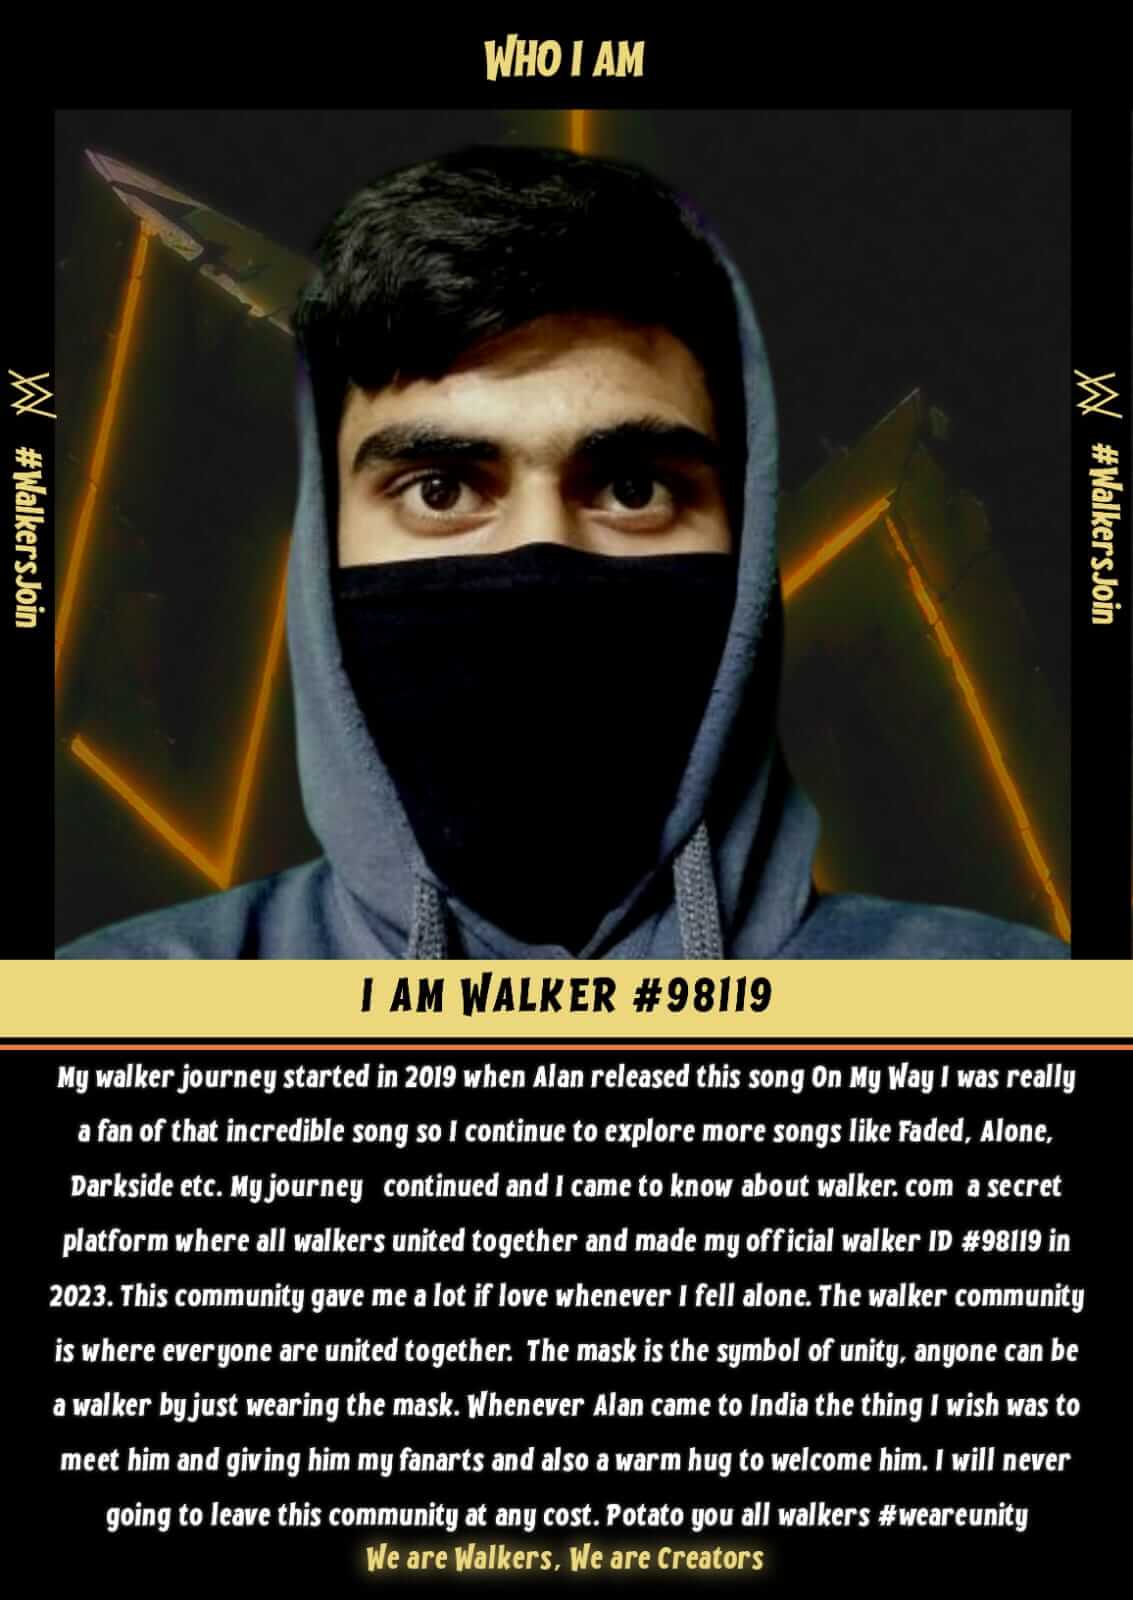 WHO I AM
#WalkersJoin
#WalkersJoin
I AM WALKER #98119
My walker journey started in 2019 when Alan released this song On My Way I was really
a fan of that incredible song so I continue to explore more songs like Faded, Alone,
Darkside etc. My journey continued and I came to know about walker. com a secret
platform where all walkers united together and made my official walker ID #98119 in
2023. This community gave me a lot if love whenever I fell alone. The walker community
is where everyone are united together. The mask is the symbol of unity, anyone can be
a walker by just wearing the mask. Whenever Alan came to India the thing I wish was to
meet him and giving him my fanarts and also a warm hug to welcome him. I will never
going to leave this community at any cost. Potato you all walkers #weareunity
We are Walkers, We are Creators